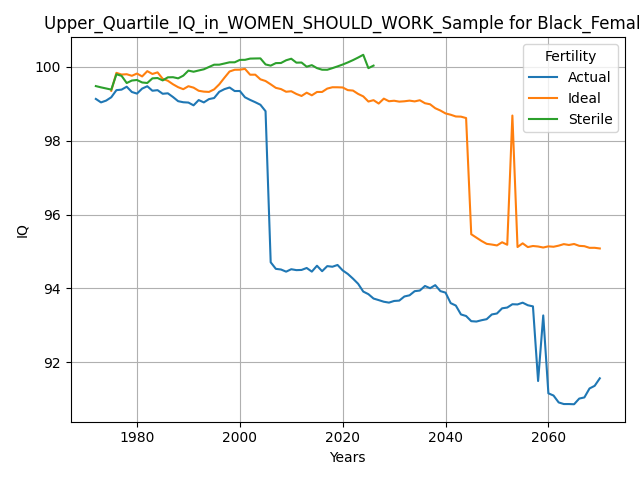 Upper_Quartile_IQ_in_WOMEN_SHOULD_WORK_Sample for Black_Femal
Fertility
Actual
Ideal
Sterile
IQ
100
98
96
94
92
1980
2000
2020
2040
2060
Years